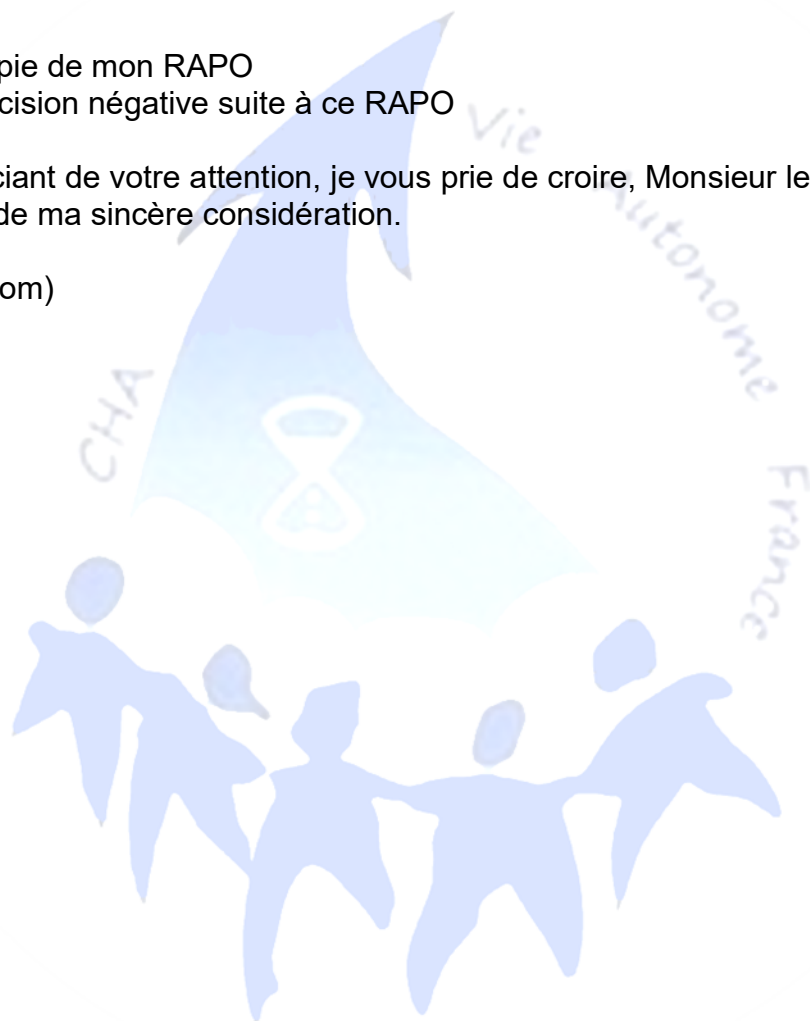 pie de mon RAPO
cision négative suite à ce RAPO
ciant de votre attention, je vous prie de croire, Monsieur le
de ma sincère considération.
om)
CHA
Vie Autonome France